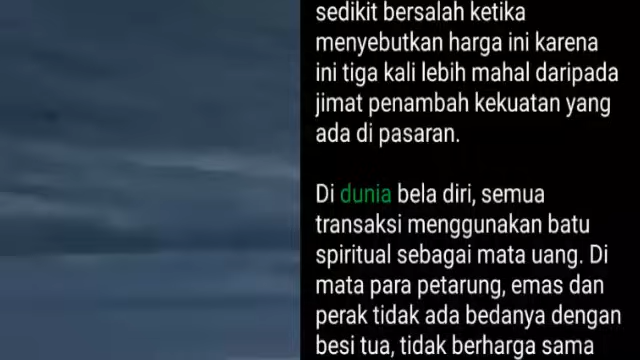 sedikit bersalah ketika
menyebutkan harga ini karena
ini tiga kali lebih mahal daripada
jimat penambah kekuatan yang
ada di pasaran.
Di dunia bela diri, semua
transaksi menggunakan batu
spiritual sebagai mata uang. Di
mata para petarung, emas dan
perak tidak ada bedanya dengan
besi tua, tidak berharga sama